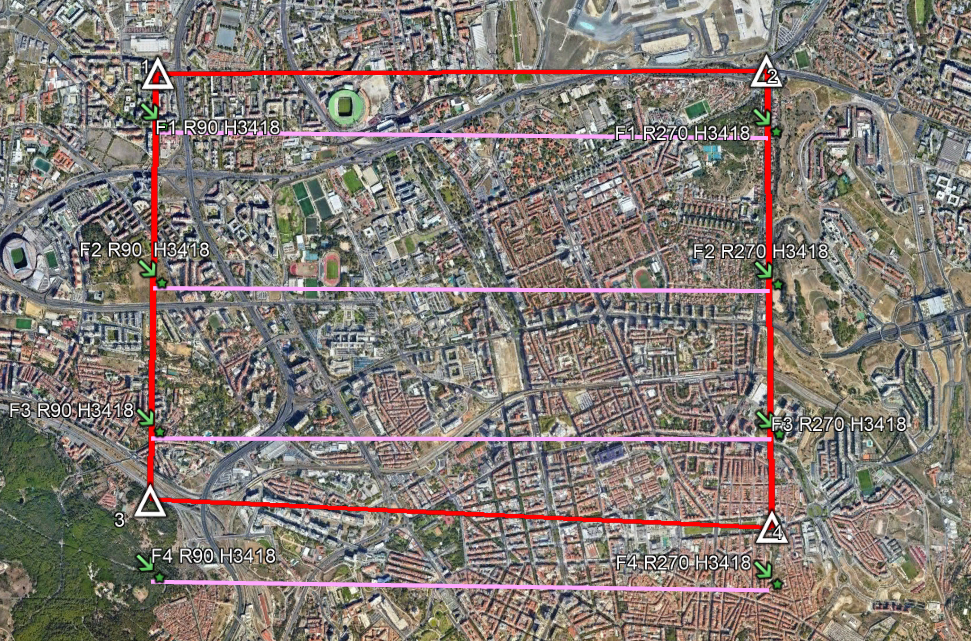 1
2
F1 R90 H3418
F1 R270 H3418
F2 R90 H3418
F2 R270 H3418
F3 R90 H3418
F3 R270 H3418
3
4
F4 R90 H3418
F4 R270 H3418